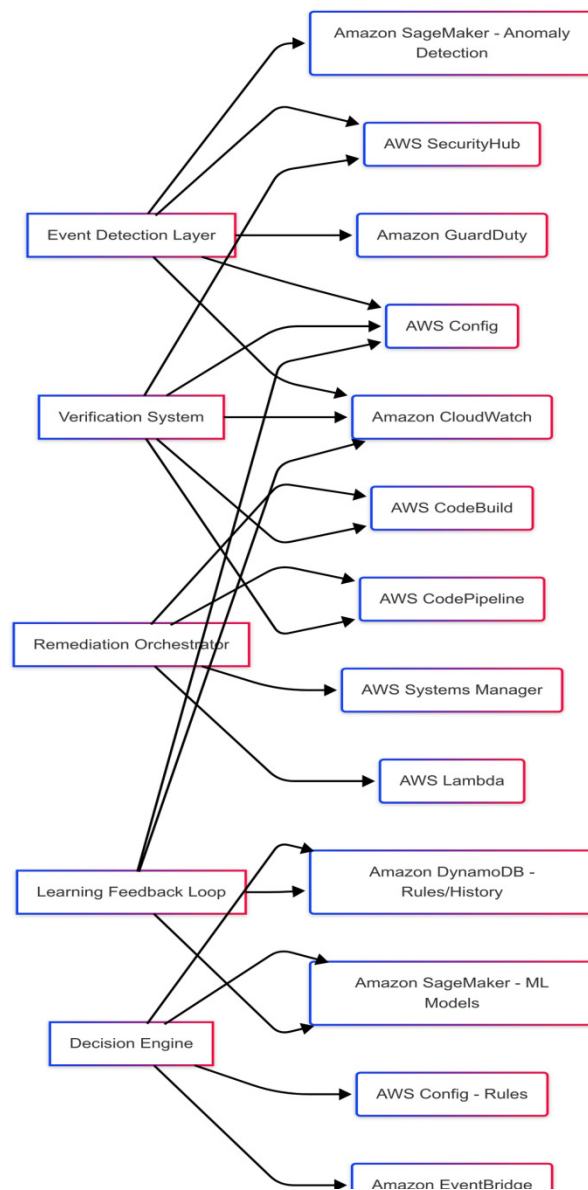 Amazon SageMaker - Anomaly
Detection
AWS SecurityHub
Event Detection Layer
Amazon GuardDuty
AWS Config
Verification System
Amazon CloudWatch
AWS CodeBuild
AWS CodePipeline
Remediation Orchestrator
AWS Systems Manager
AWS Lambda
Learning Feedback Loop
Amazon DynamoDB -
Rules/History
Amazon SageMaker - ML
Models
Decision Engine
AWS Config - Rules
Amazon EventBridge